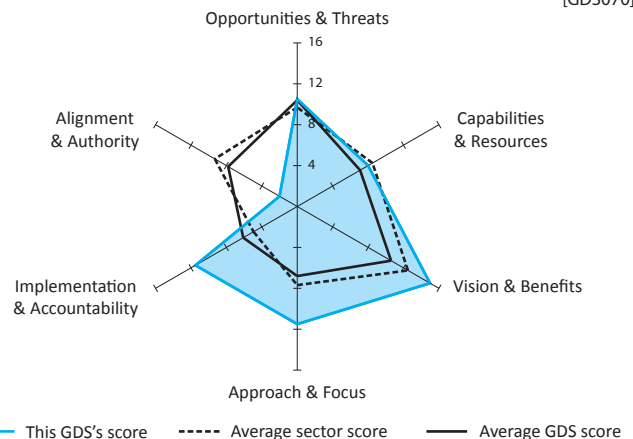 [GDS070]
Opportunities & Threats
16
12
8
4
Capabilities
& Resources
Vision & Benefits
Approach & Focus
Implementation
& Accountability
Alignment
& Authority
This GDS's score
Average sector score
Average GDS score